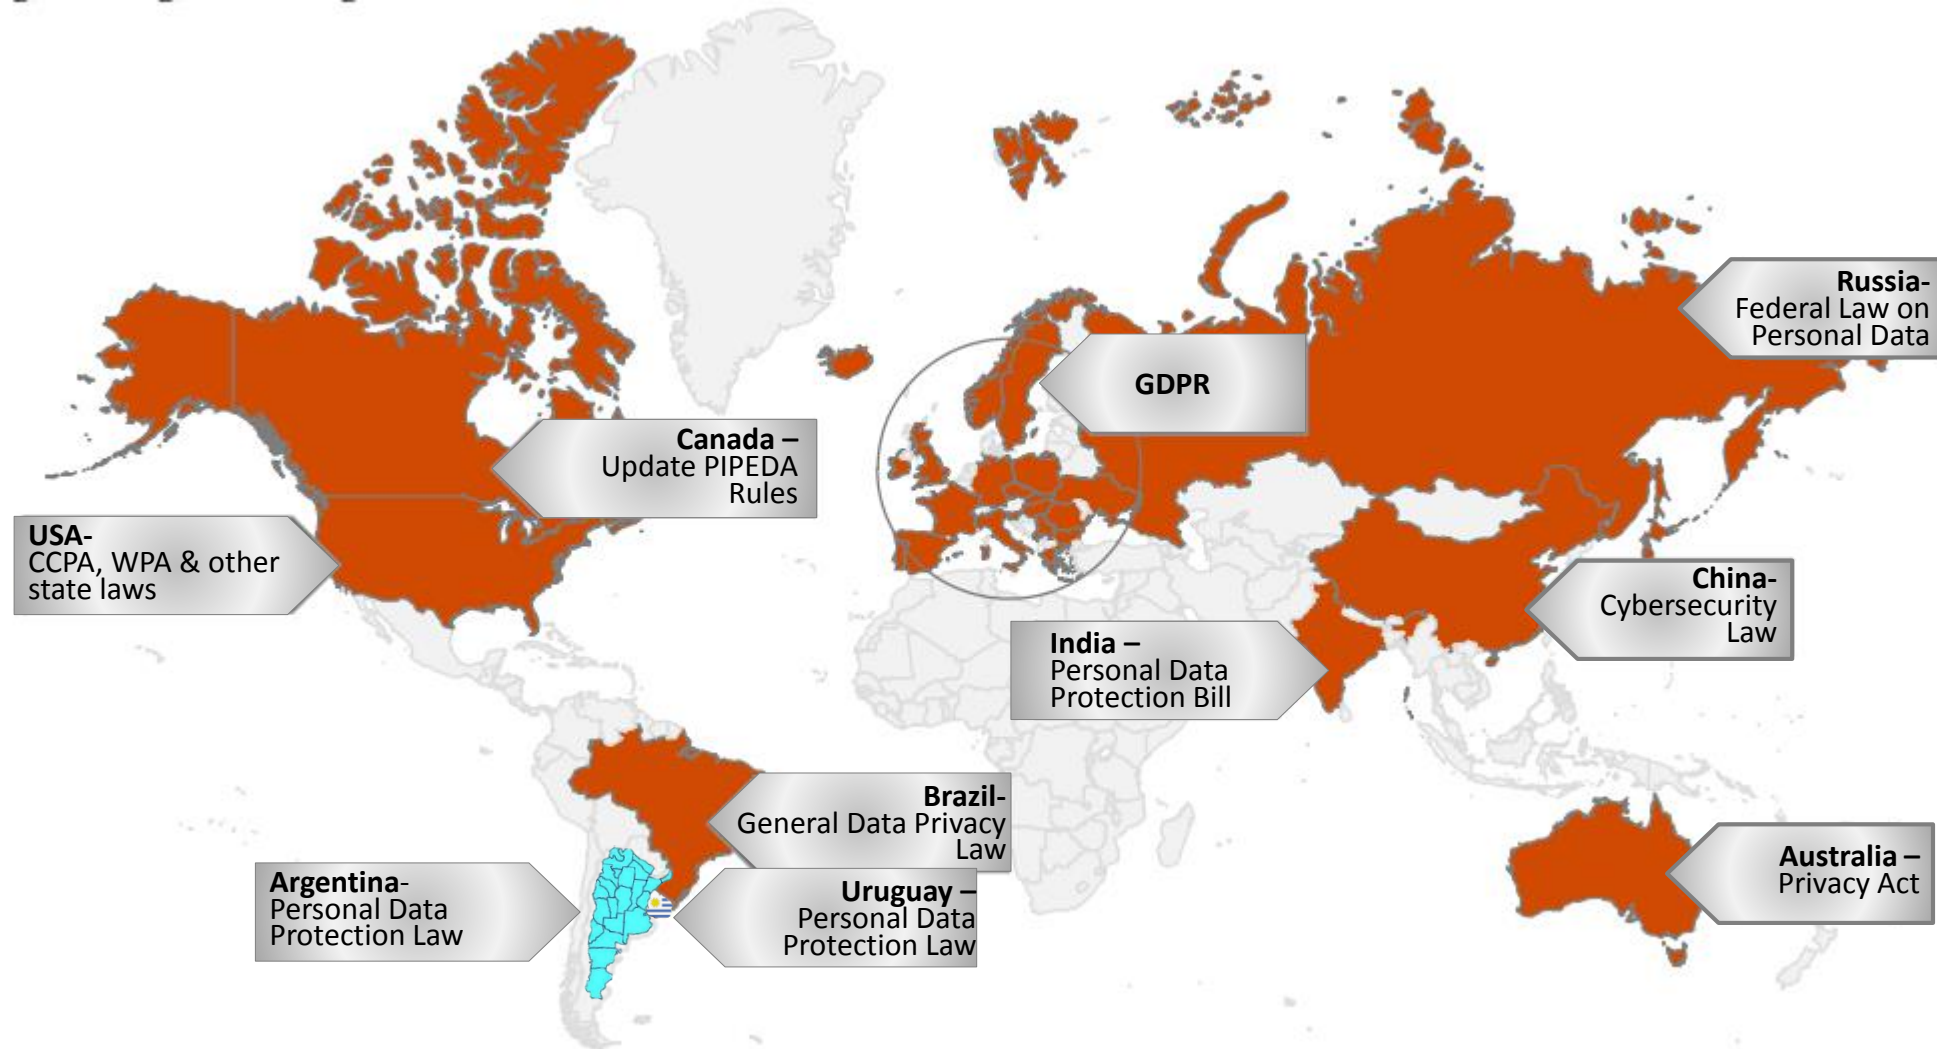 Russia-
Federal Law on
Personal Data
GDPR
Canada –
Update PIPEDA
Rules
USA-
CCPA, WPA & other
state laws
China-
Cybersecurity
Law
India –
Personal Data
Protection Bill
Brazil-
General Data Privacy
Law
Argentina-
Personal Data
Protection Law
Uruguay –
Personal Data
Protection Law
Australia –
Privacy Act